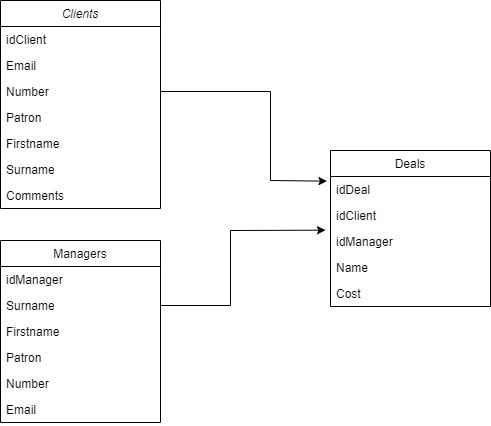 Clients
idClient
Email
Number
Patron
Firstname
Surname
Comments
Managers
idManager
Surname
Firstname
Patron
Number
Email
Deals
idDeal
idClient
idManager
Name
Cost